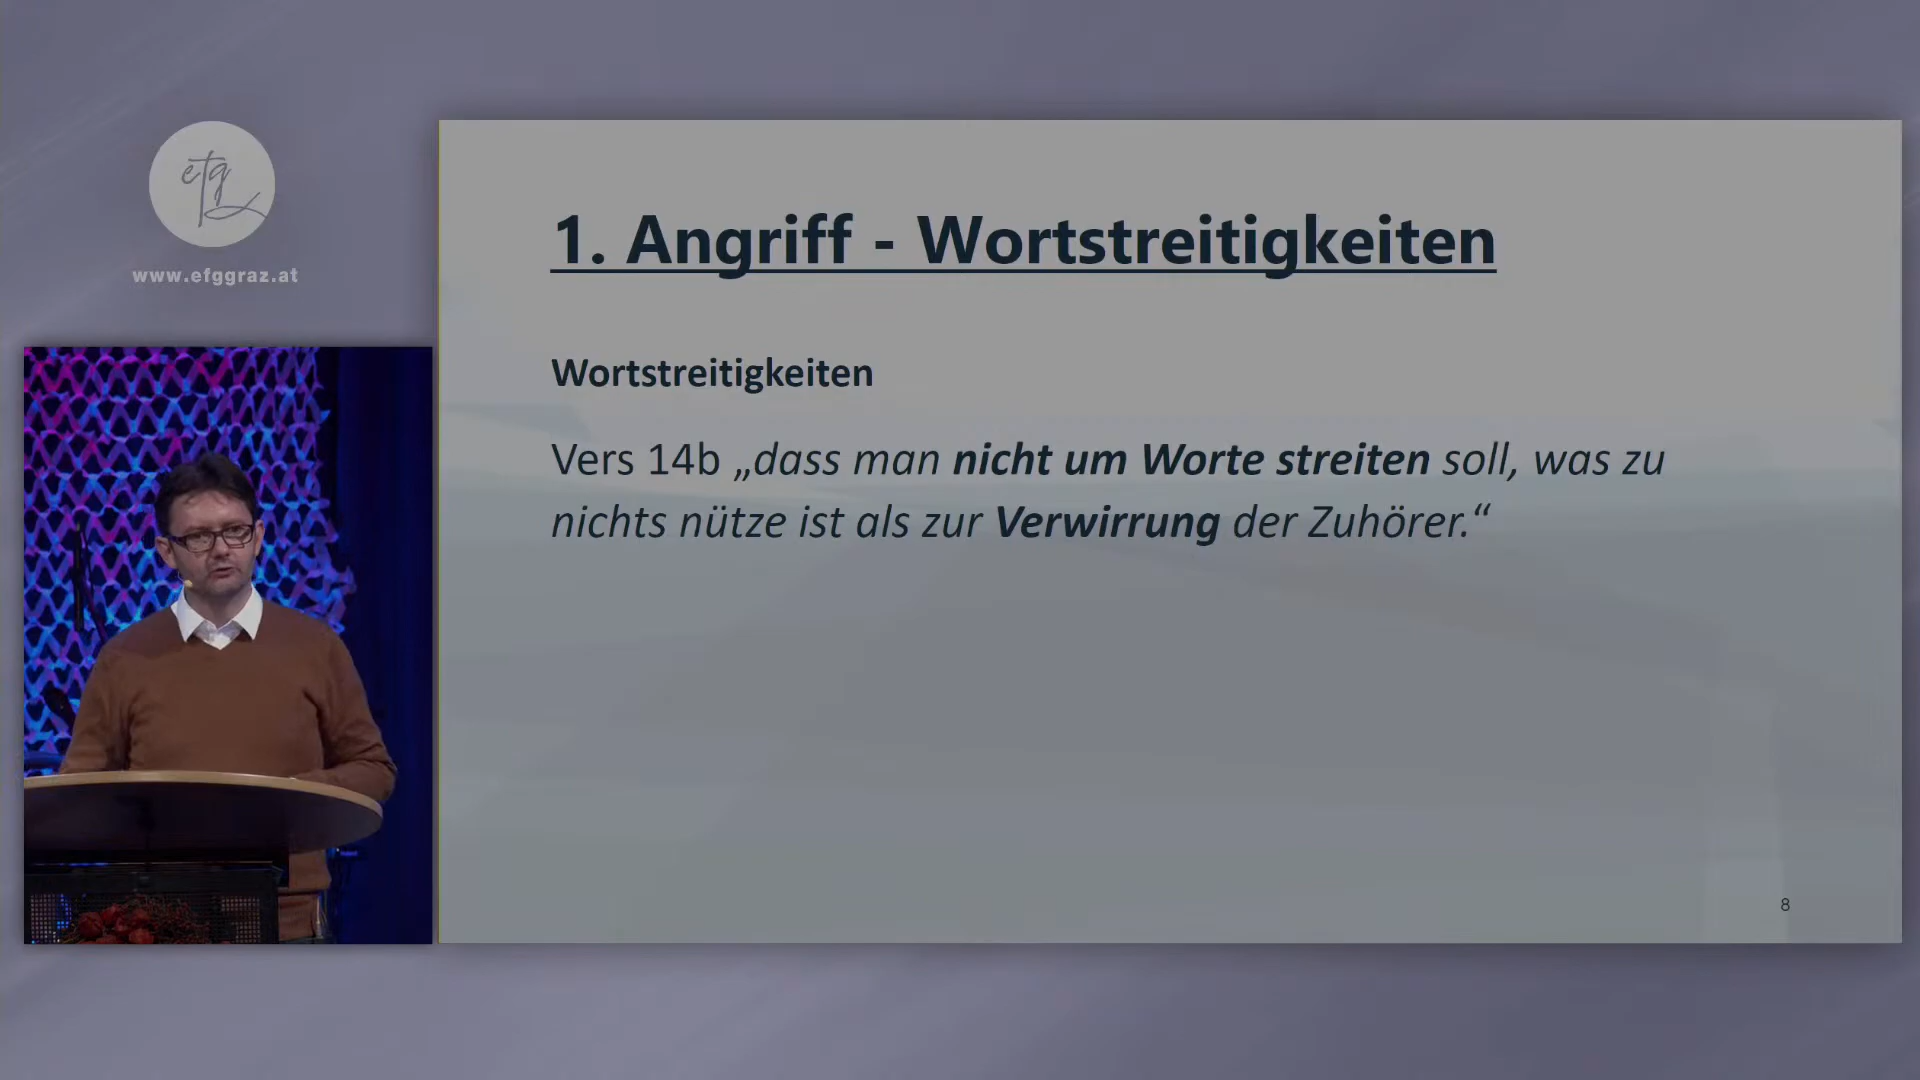 efg
www.efggraz.at
1. Angriff - Wortstreitigkeiten
Wortstreitigkeiten
Vers 14b „dass man nicht um Worte streiten soll, was zu
nichts nütze ist als zur Verwirrung der Zuhörer.“
8